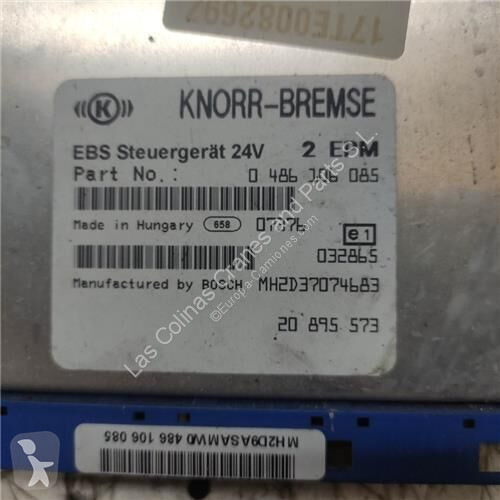 17TE0082697
K KNORR-BREMSE
EBS Steuergerät 24V 2 EPM
Part No.: 0 486 106 085
Made in Hungary 658 07076
e1
032865
Manufactured by BOSCH MH2D37074683
20 895 573
MH2D9ASAMW0 486 106 085
Las Colinas Cranes and Parts S.L.
©Europa-Camiones.com